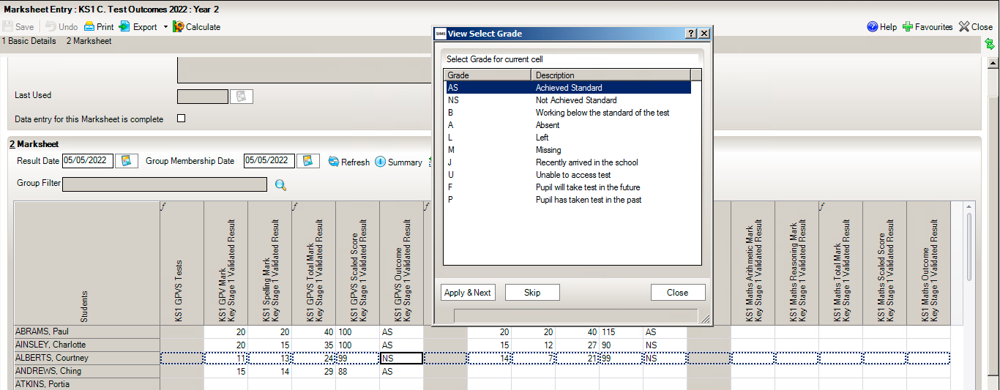 Marksheet Entry : KS1 C. Test Outcomes 2022 : Year 2
Save Undo Print Export Calculate Help Favourites Close
1 Basic Details 2 Marksheet
Last Used
Data entry for this Marksheet is complete
2 Marksheet
Result Date 05/05/2022 Group Membership Date 05/05/2022 Refresh Summary
Group Filter
SIMS View Select Grade
Select Grade for current cell
Grade Description
AS Achieved Standard
NS Not Achieved Standard
B Working below the standard of the test
A Absent
L Left
M Missing
J Recently arrived in the school
U Unable to access test
F Pupil will take test in the future
P Pupil has taken test in the past
Apply & Next Skip Close
Students
f
KS1 GPVS Tests
KS1 GPV Mark
Key Stage 1 Validated Result
KS1 Spelling Mark
Key Stage 1 Validated Result
f
KS1 GPVS Total Mark
Key Stage 1 Validated Result
KS1 GPVS Scaled Score
Key Stage 1 Validated Result
KS1 GPVS Outcome
Key Stage 1 Validated Result
f
KS1 Maths Arithmetic Mark
Key Stage 1 Validated Result
KS1 Maths Reasoning Mark
Key Stage 1 Validated Result
f
KS1 Maths Total Mark
Key Stage 1 Validated Result
KS1 Maths Scaled Score
Key Stage 1 Validated Result
KS1 Maths Outcome
Key Stage 1 Validated Result
ABRAMS, Paul 20 20 40 100 AS 20 20 40 115 AS
AINSLEY, Charlotte 20 15 35 100 AS 15 12 27 90 NS
ALBERTS, Courtney 11 13 24 99 NS 14 7 21 99 NS
ANDREWS, Ching 15 14 29 88 AS
ATKINS, Portia